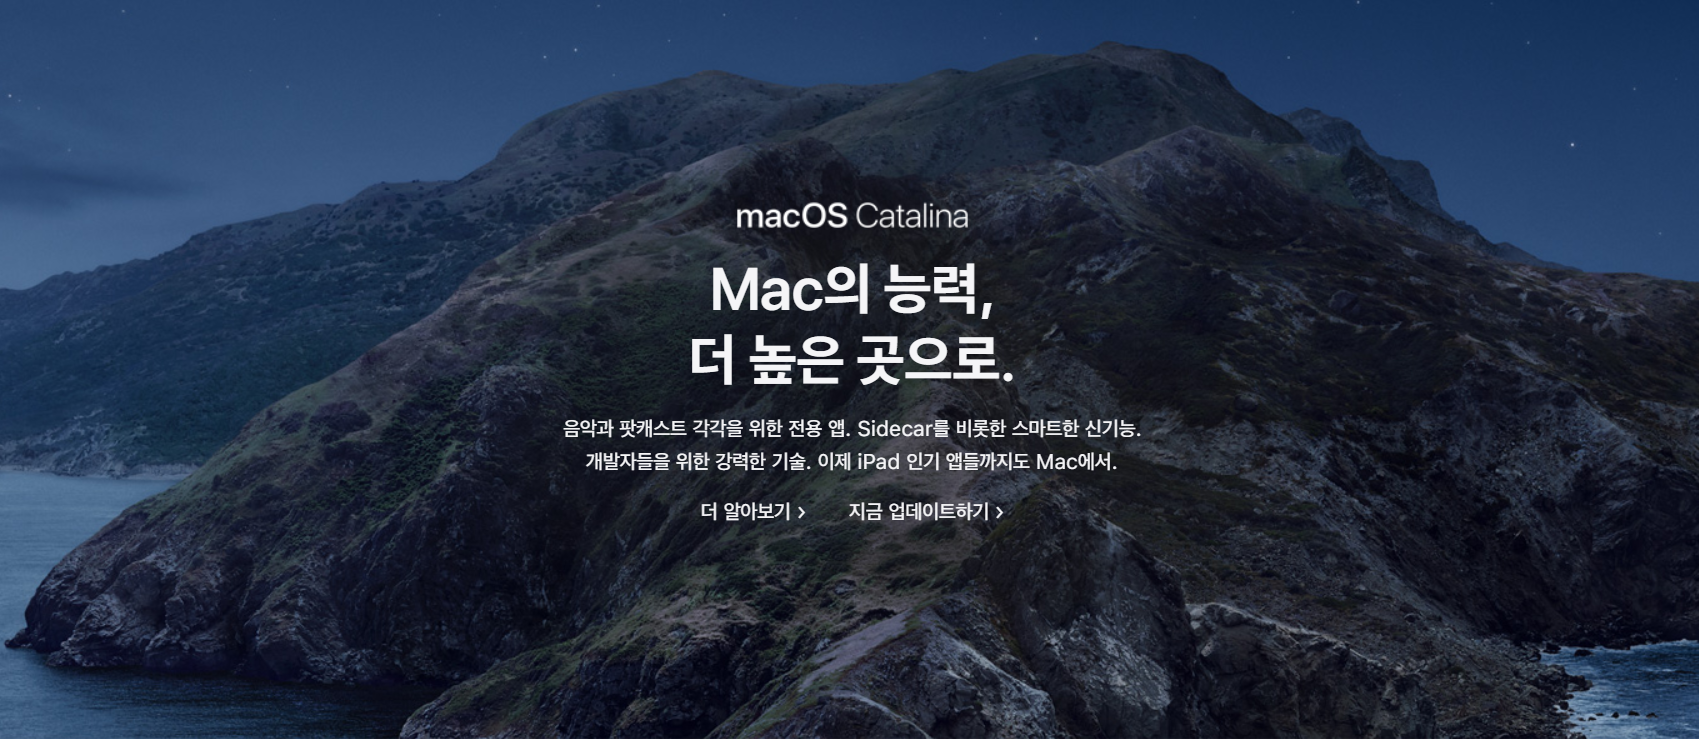 macOS Catalina
Mac의 능력,
더 높은 곳으로.
음악과 팟캐스트 각각을 위한 전용 앱. Sidecar를 비롯한 스마트한 신기능.
개발자들을 위한 강력한 기술. 이제 iPad 인기 앱들까지도 Mac에서.
더 알아보기 >
지금 업데이트하기 >